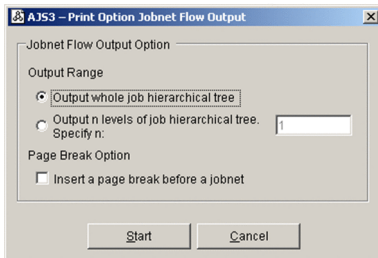 AJS3 – Print Option Jobnet Flow Output
Jobnet Flow Output Option
Output Range
Output whole job hierarchical tree
Output n levels of job hierarchical tree.
Specify n:
1
Page Break Option
Insert a page break before a jobnet
Start
Cancel